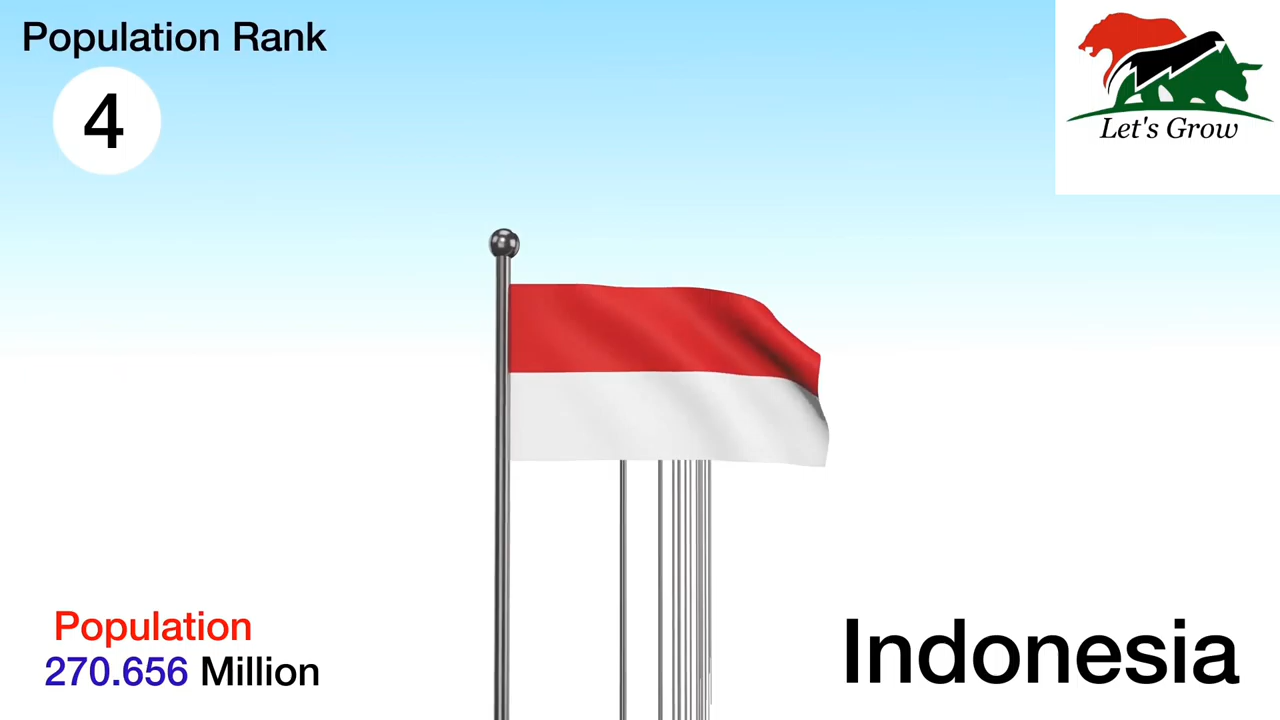 Population Rank
4
Let's Grow
Population
270.656 Million
Indonesia